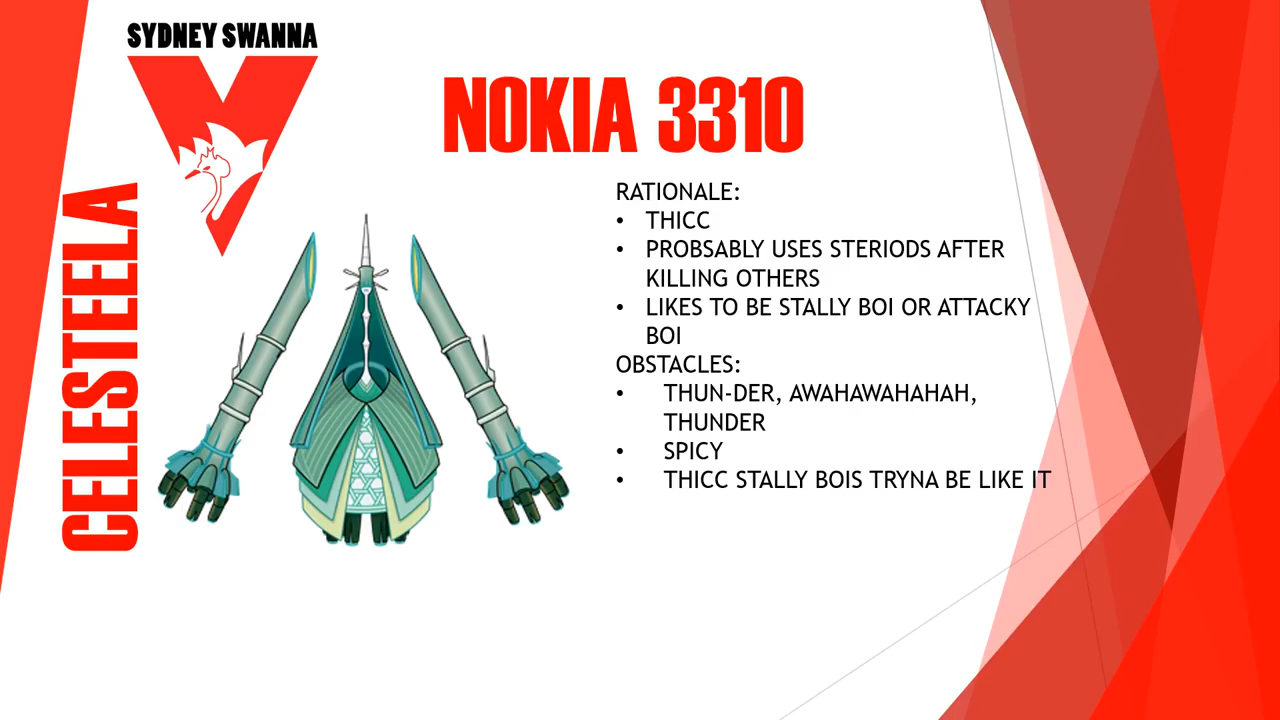 SYDNEY SWANNA
NOKIA 3310
CELESTEELA
RATIONALE:
• THICC
• PROBSABLY USES STERIODS AFTER
KILLING OTHERS
• LIKES TO BE STALLY BOI OR ATTACKY
BOI
OBSTACLES:
• THUN-DER, AWAHAWAHAHAH,
THUNDER
• SPICY
• THICC STALLY BOIS TRYNA BE LIKE IT